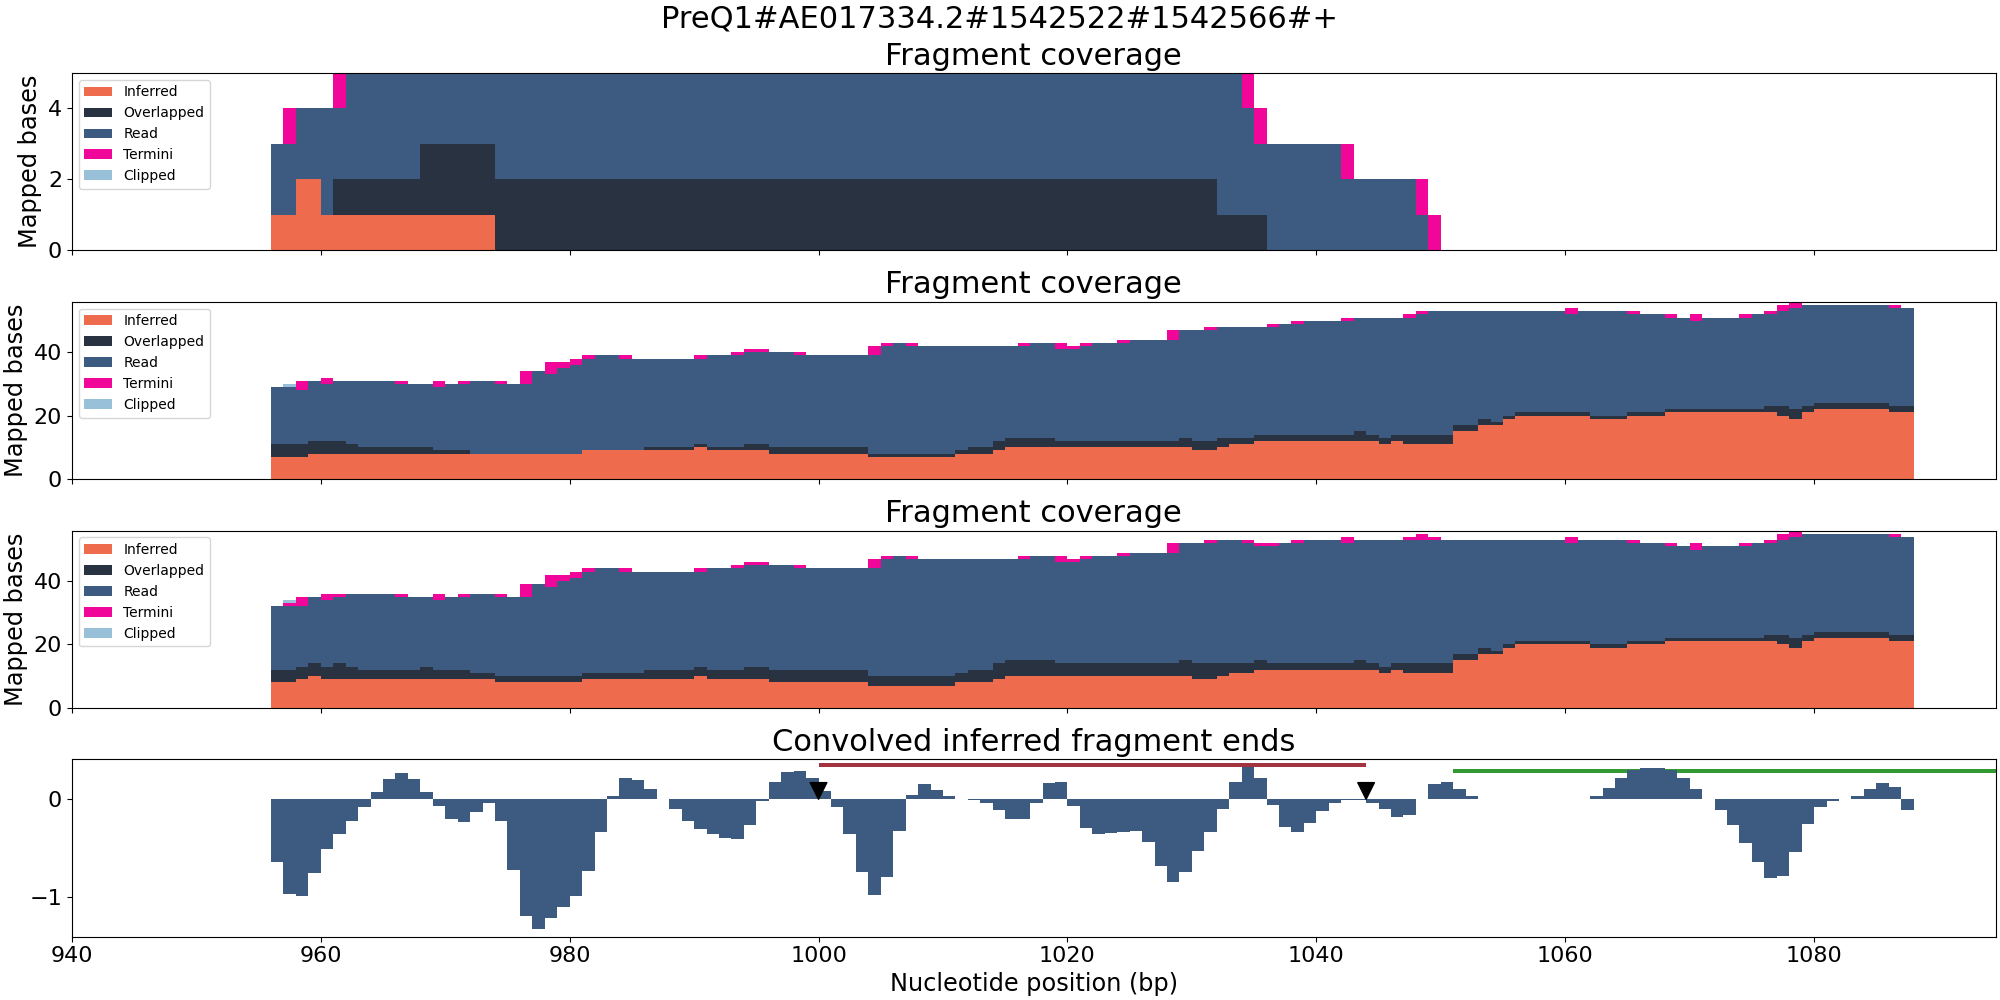 PreQ1#AE017334.2#1542522#1542566#+
Fragment coverage
Mapped bases
4
2
0
Inferred
Overlapped
Read
Termini
Clipped
Fragment coverage
Mapped bases
40
20
0
Inferred
Overlapped
Read
Termini
Clipped
Fragment coverage
Mapped bases
40
20
0
Inferred
Overlapped
Read
Termini
Clipped
Convolved inferred fragment ends
0
−1
940 960 980 1000 1020 1040 1060 1080
Nucleotide position (bp)